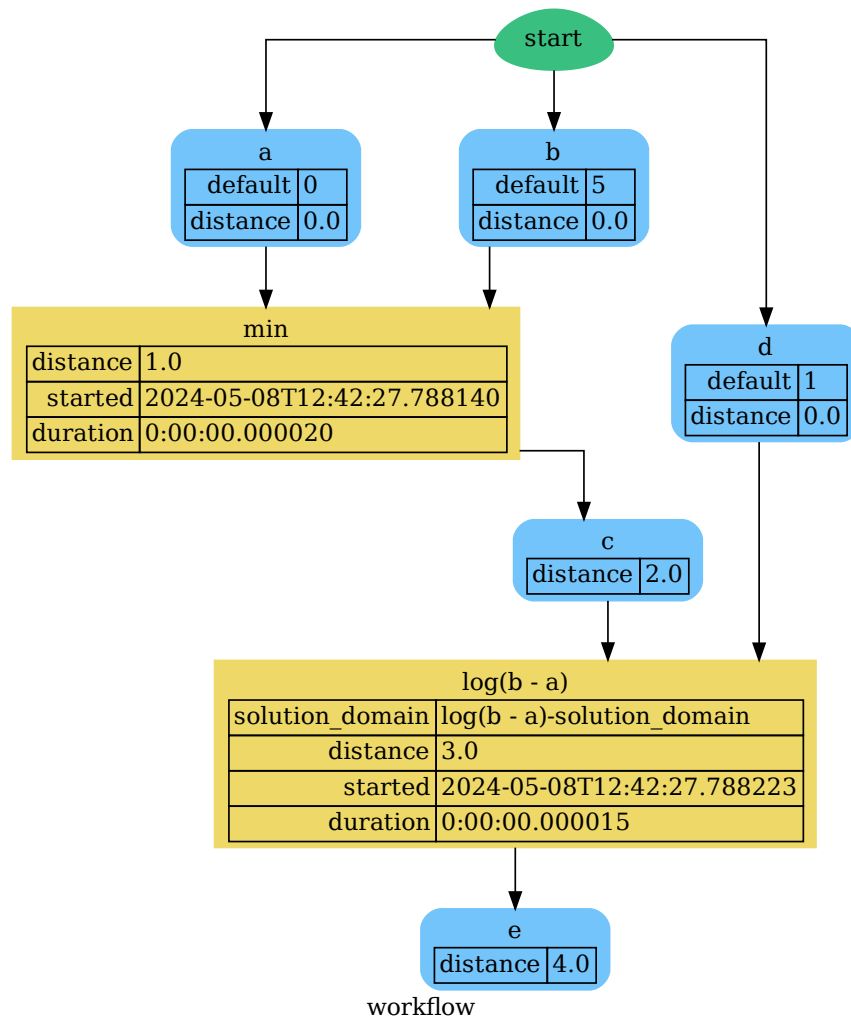 start
a
default 0
distance 0.0
b
default 5
distance 0.0
min
distance 1.0
started 2024-05-08T12:42:27.788140
duration 0:00:00.000020
d
default 1
distance 0.0
c
distance 2.0
log(b - a)
solution_domain log(b - a)-solution_domain
distance 3.0
started 2024-05-08T12:42:27.788223
duration 0:00:00.000015
e
distance 4.0
workflow